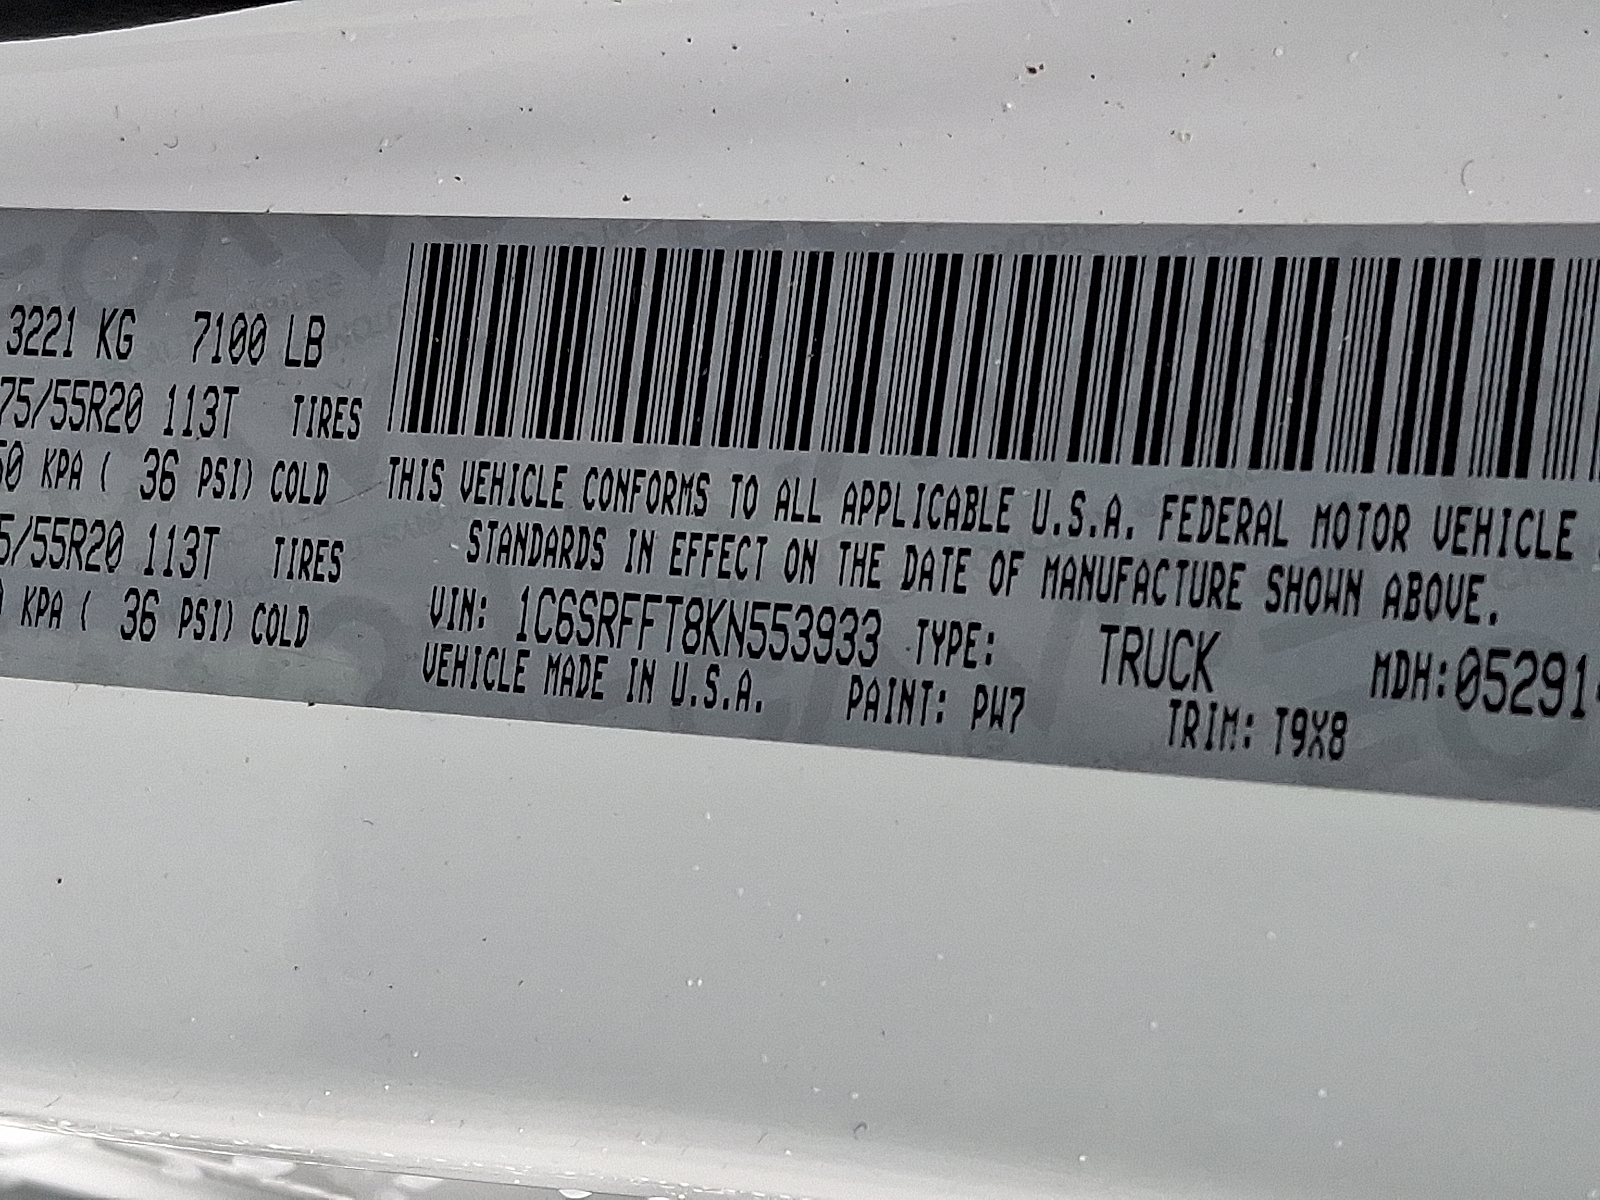 3221 KG 7100 LB
75/55R20 113T TIRES
50 KPA ( 36 PSI) COLD
5/55R20 113T TIRES
0 KPA ( 36 PSI) COLD
THIS VEHICLE CONFORMS TO ALL APPLICABLE U.S.A. FEDERAL MOTOR VEHICLE
STANDARDS IN EFFECT ON THE DATE OF MANUFACTURE SHOWN ABOVE.
VIN: 1C6SRFFT8KN553933 TYPE: TRUCK MDH:05291
VEHICLE MADE IN U.S.A. PAINT: PW7 TRIM: T9X8